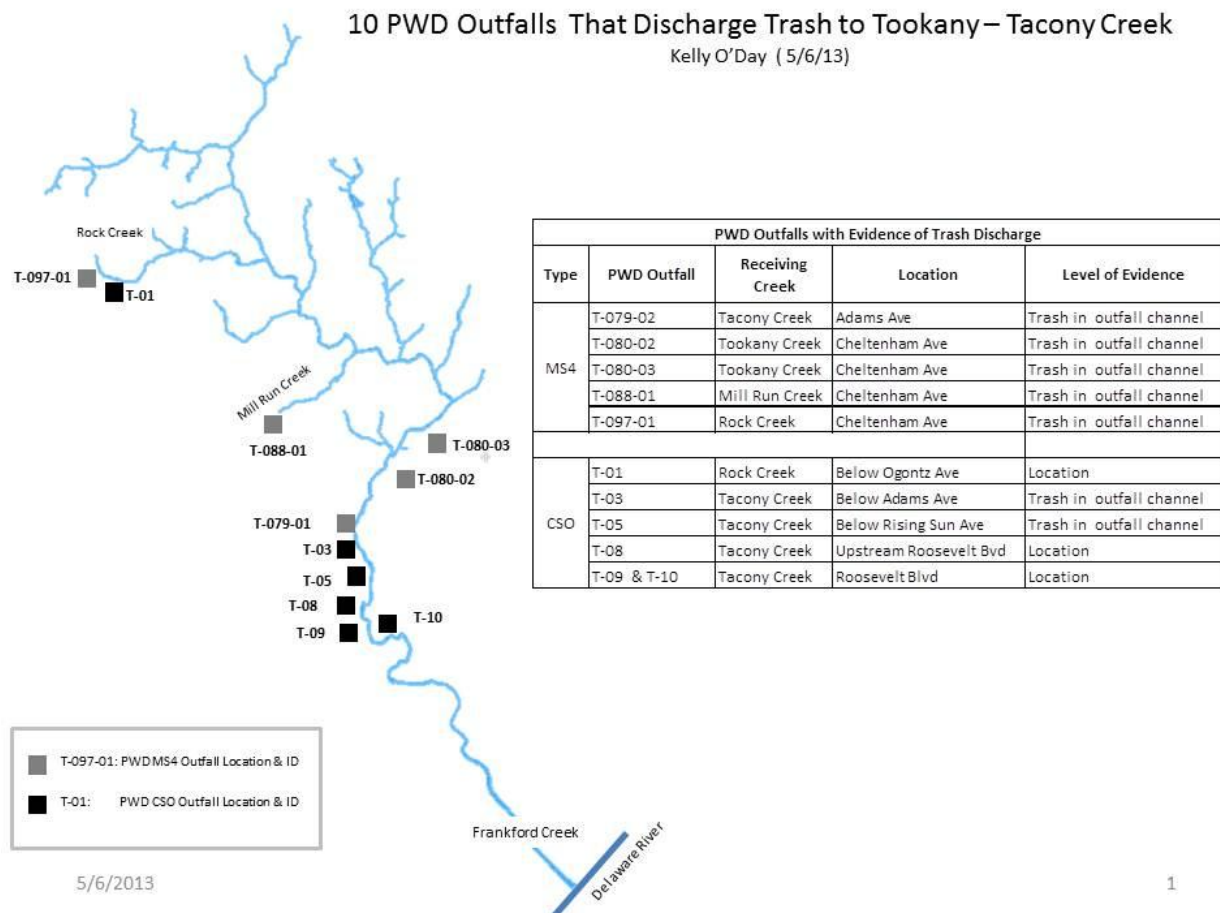 10 PWD Outfalls That Discharge Trash to Tookany – Tacony Creek
Kelly O'Day ( 5/6/13)
Rock Creek
T-097-01
T-01
Mill Run Creek
T-088-01
T-080-03
T-080-02
T-079-01
T-03
T-05
T-08
T-10
T-09
PWD Outfalls with Evidence of Trash Discharge
Type PWD Outfall Receiving Creek Location Level of Evidence
MS4
T-079-02 Tacony Creek Adams Ave Trash in outfall channel
T-080-02 Tookany Creek Cheltenham Ave Trash in outfall channel
T-080-03 Tookany Creek Cheltenham Ave Trash in outfall channel
T-088-01 Mill Run Creek Cheltenham Ave Trash in outfall channel
T-097-01 Rock Creek Cheltenham Ave Trash in outfall channel
CSO
T-01 Rock Creek Below Ogontz Ave Location
T-03 Tacony Creek Below Adams Ave Trash in outfall channel
T-05 Tacony Creek Below Rising Sun Ave Trash in outfall channel
T-08 Tacony Creek Upstream Roosevelt Bvd Location
T-09 & T-10 Tacony Creek Roosevelt Blvd Location
T-097-01: PWD MS4 Outfall Location & ID
T-01: PWD CSO Outfall Location & ID
Frankford Creek
Delaware River
5/6/2013
1